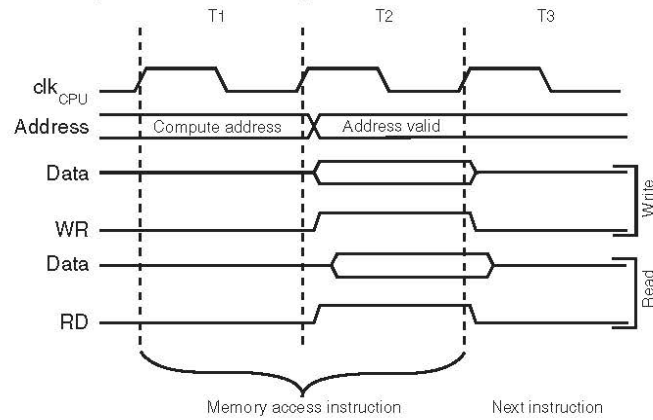 T1 T2 T3
clkCPU
Address Compute address Address valid
Data
WR
Write
Data
RD
Read
Memory access instruction Next instruction